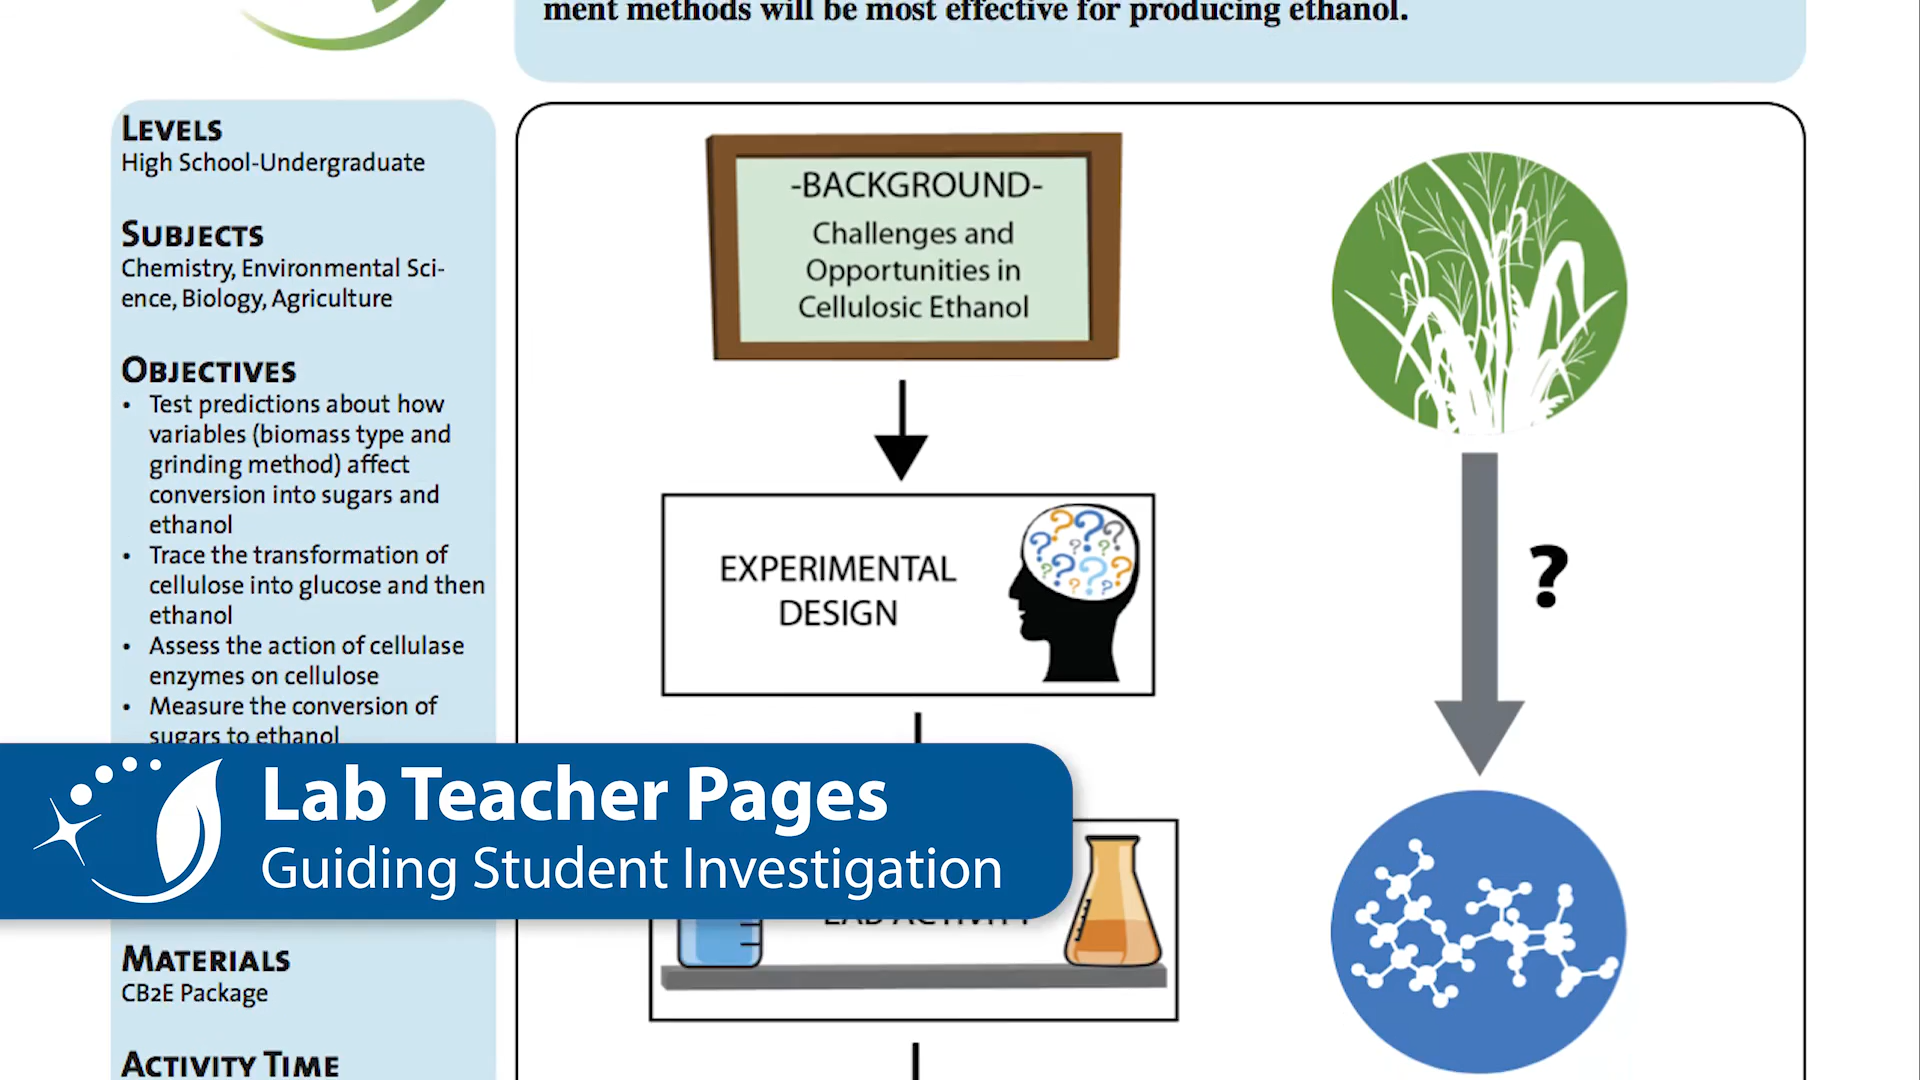 ment methods will be most effective for producing ethanol.
LEVELS
High School-Undergraduate
SUBJECTS
Chemistry, Environmental Sci-
ence, Biology, Agriculture
OBJECTIVES
• Test predictions about how
variables (biomass type and
grinding method) affect
conversion into sugars and
ethanol
• Trace the transformation of
cellulose into glucose and then
ethanol
• Assess the action of cellulase
enzymes on cellulose
• Measure the conversion of
sugars to ethanol
MATERIALS
CB2E Package
ACTIVITY TIME
-BACKGROUND-
Challenges and
Opportunities in
Cellulosic Ethanol
EXPERIMENTAL
DESIGN
LAB ACTIVITY
?
Lab Teacher Pages
Guiding Student Investigation